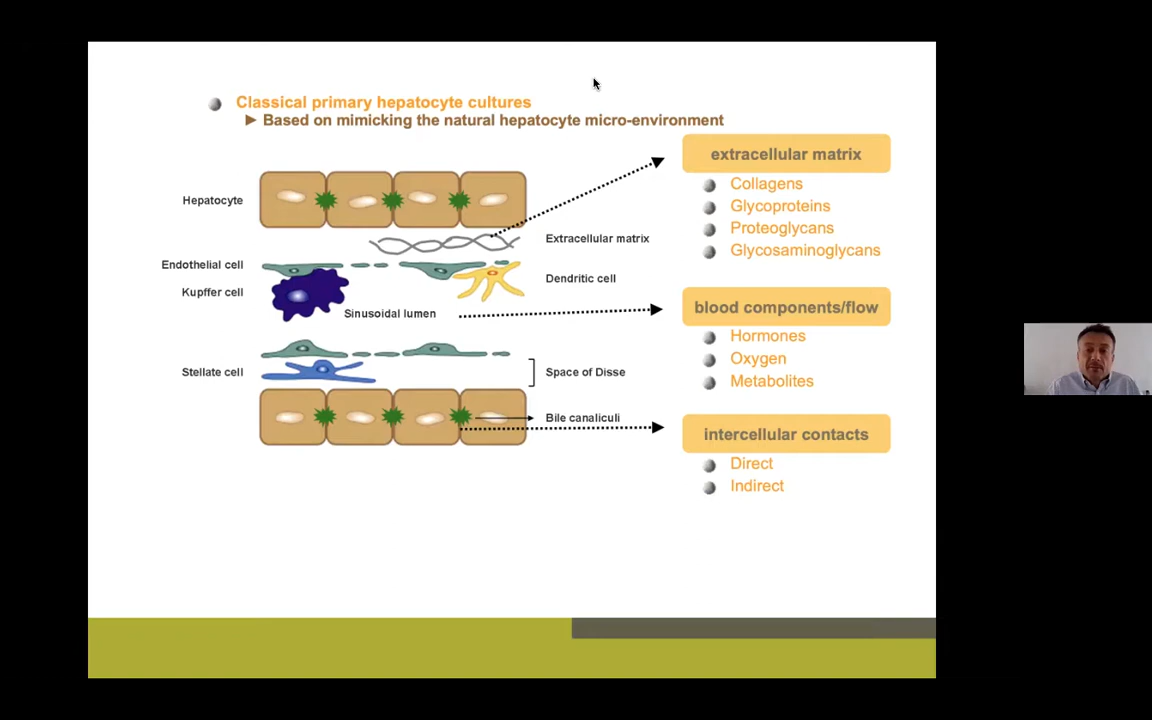 Classical primary hepatocyte cultures
Based on mimicking the natural hepatocyte micro-environment
Hepatocyte
Extracellular matrix
Endothelial cell
Dendritic cell
Kupffer cell
Sinusoidal lumen
Stellate cell
Space of Disse
Bile canaliculi
extracellular matrix
Collagens
Glycoproteins
Proteoglycans
Glycosaminoglycans
blood components/flow
Hormones
Oxygen
Metabolites
intercellular contacts
Direct
Indirect